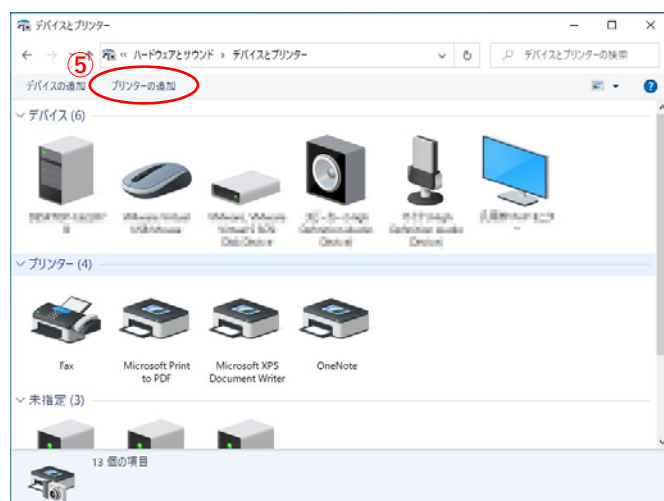 デバイスとプリンター
« ハードウェアとサウンド › デバイスとプリンター
デバイスとプリンターの検索
⑤
デバイスの追加 プリンターの追加
デバイス (6)
プリンター (4)
Fax
Microsoft Print
to PDF
Microsoft XPS
Document Writer
OneNote
未指定 (3)
13 個の項目